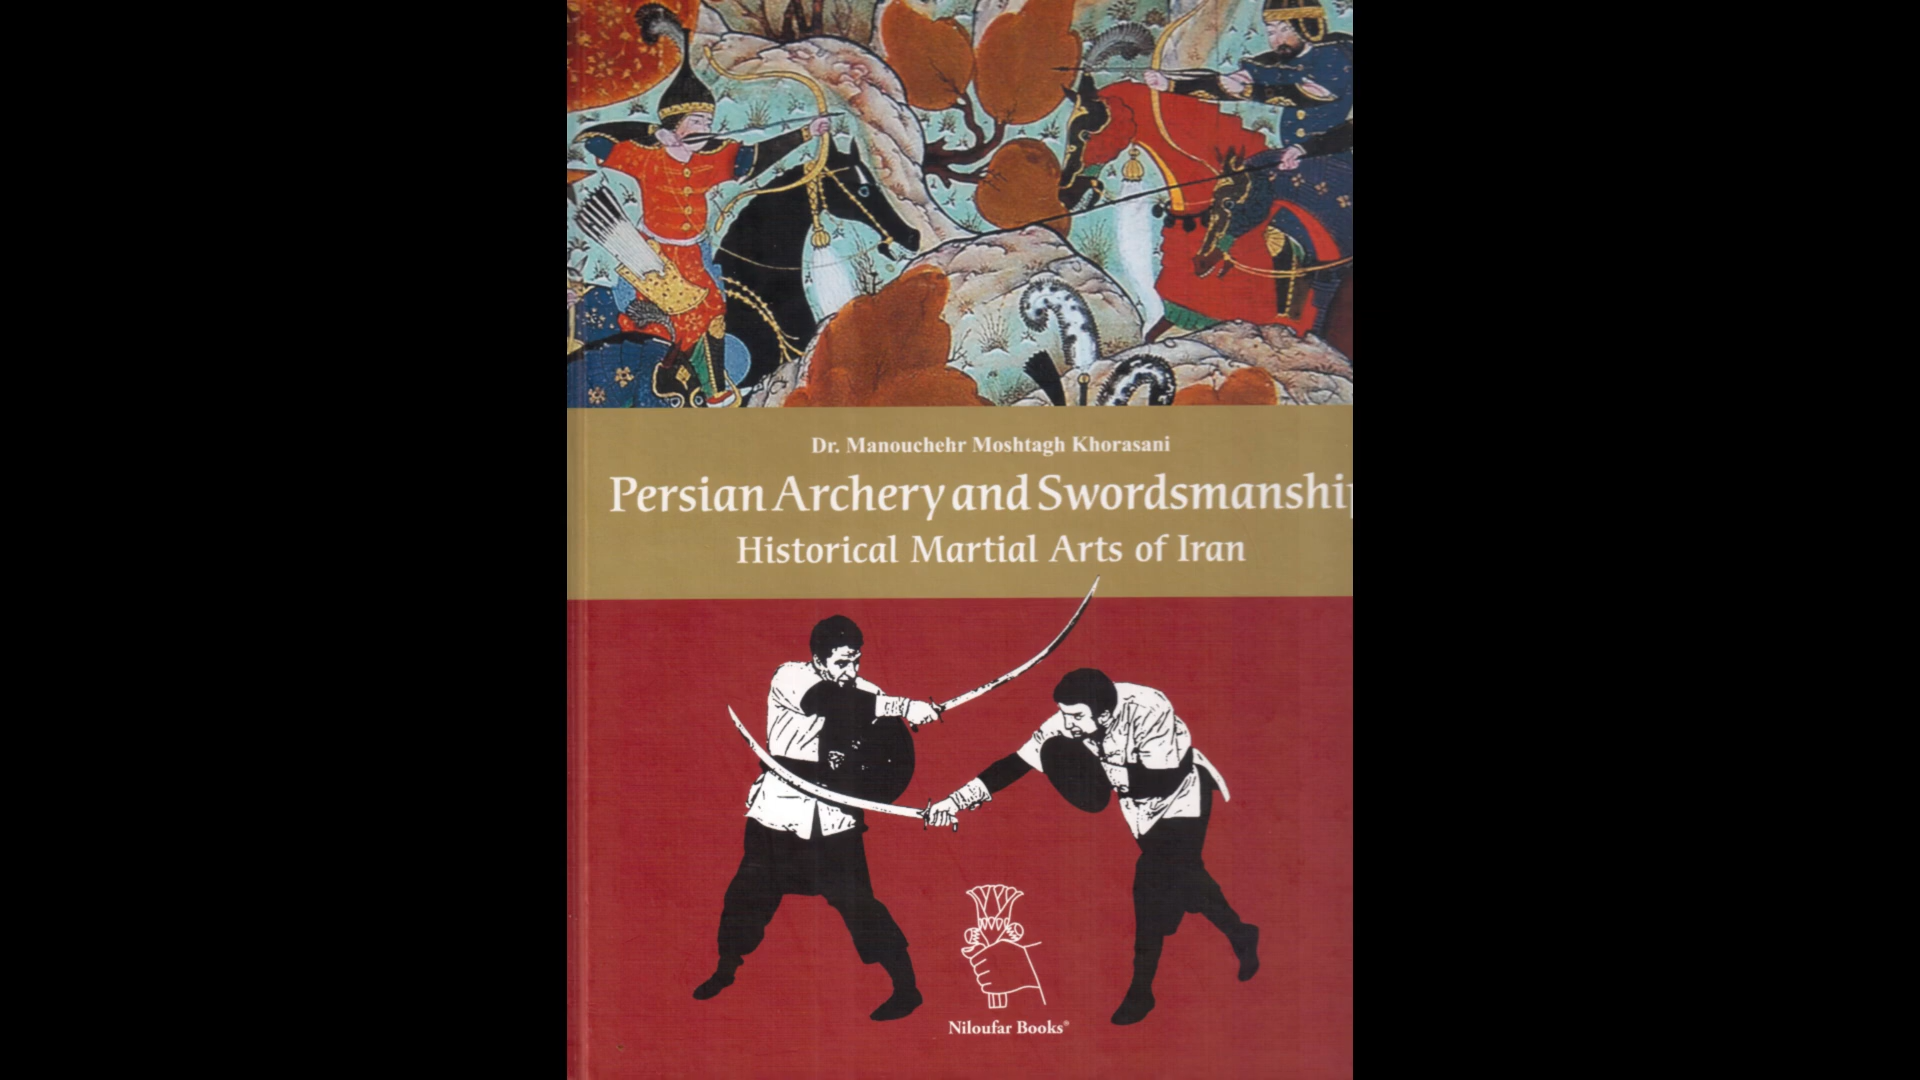 Dr. Manouchehr Moshtagh Khorasani
Persian Archery and Swordsmanship
Historical Martial Arts of Iran
Niloufar Books®